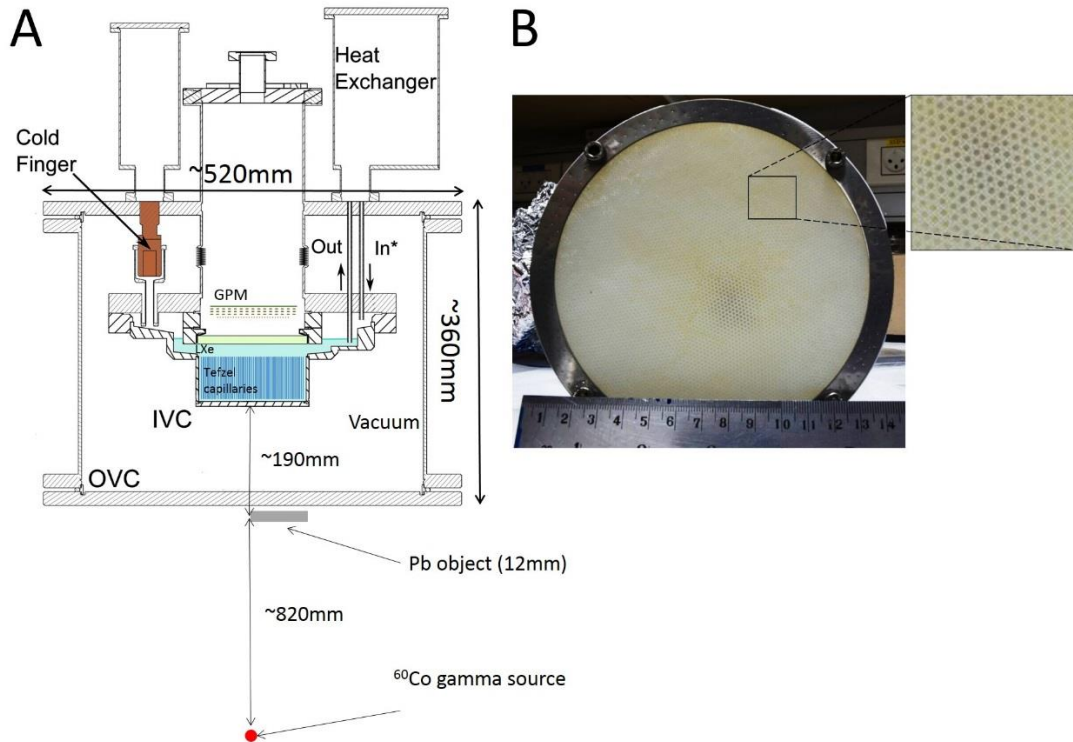 A
Heat
Exchanger
Cold
Finger
~520mm
Out
In*
GPM
LXe
Tefzel
capillaries
IVC
Vacuum
~360mm
~190mm
OVC
Pb object (12mm)
~820mm
60Co gamma source
B
1 2 3 4 5 6 7 8 9 10 11 12 13 14